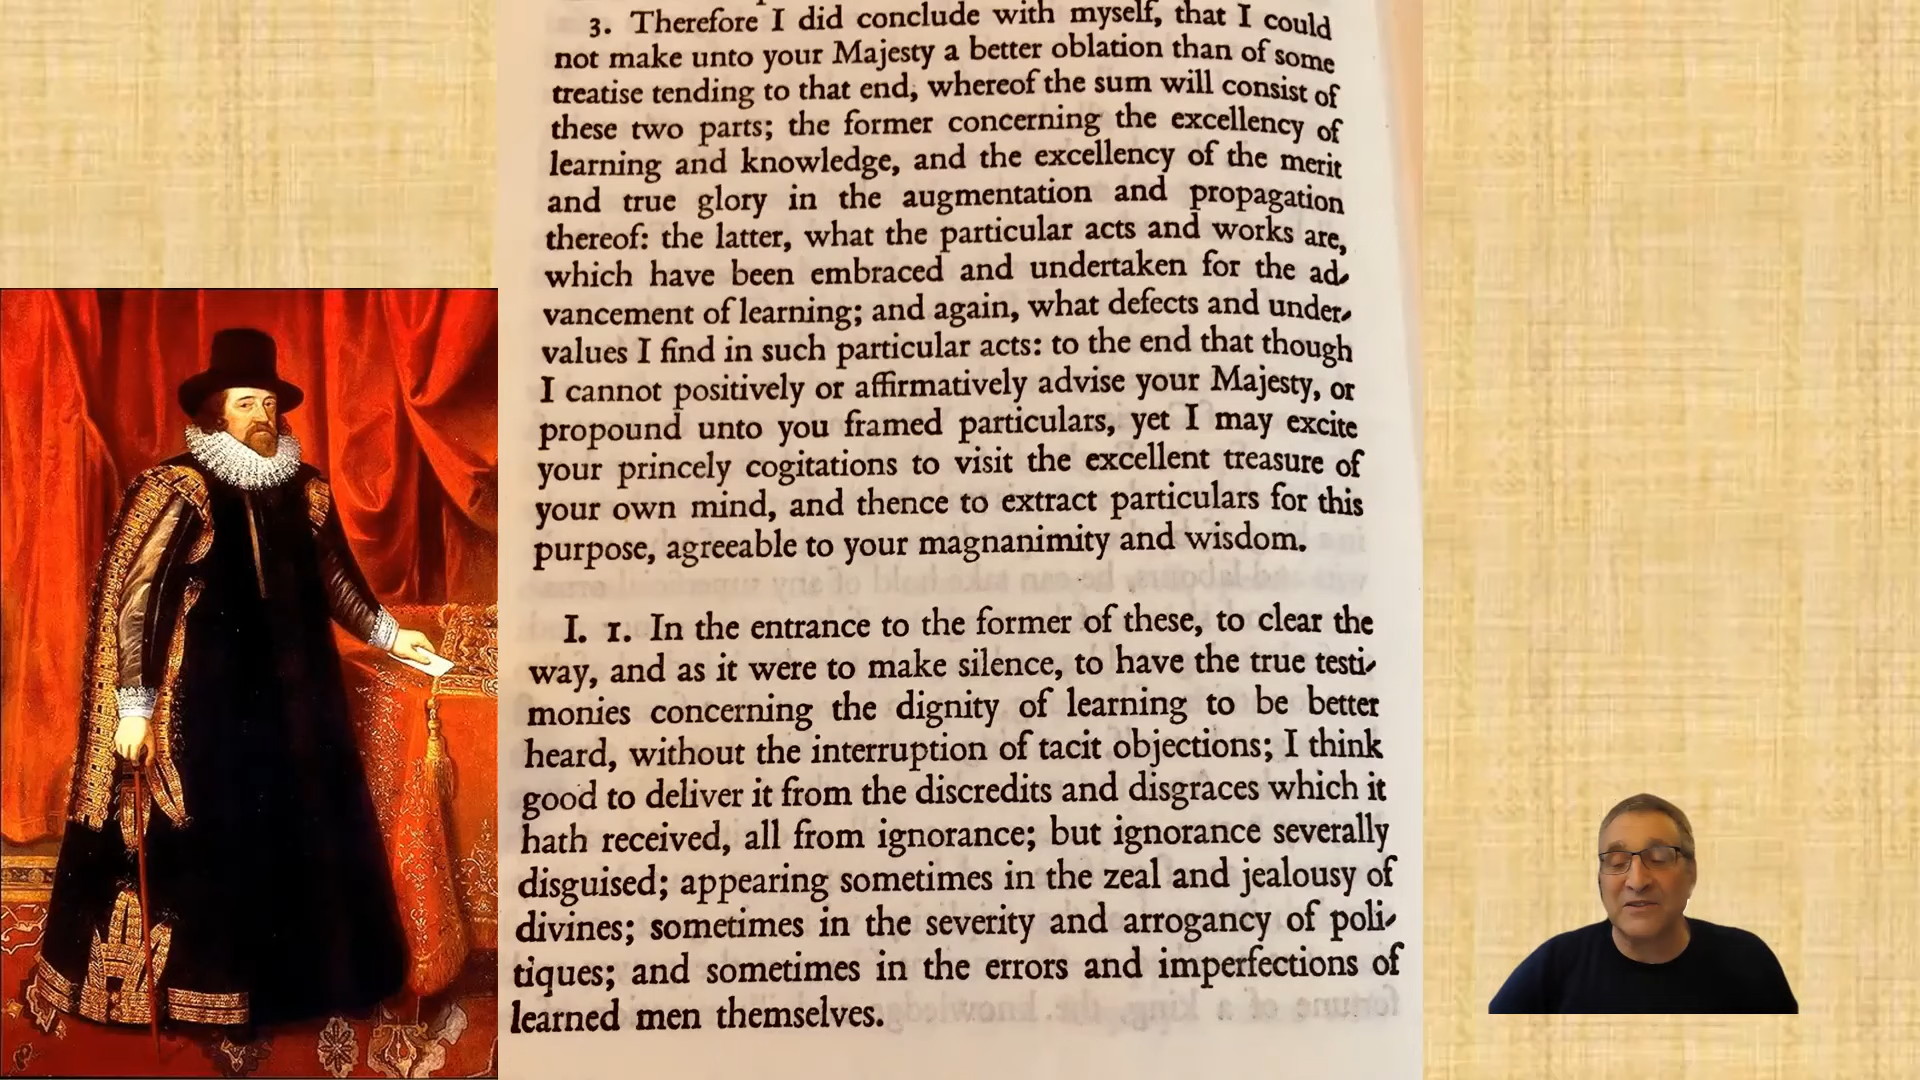 3. Therefore I did conclude with myself, that I could
not make unto your Majesty a better oblation than of some
treatise tending to that end, whereof the sum will consist of
these two parts; the former concerning the excellency of
learning and knowledge, and the excellency of the merit
and true glory in the augmentation and propagation
thereof: the latter, what the particular acts and works are,
which have been embraced and undertaken for the ad-
vancement of learning; and again, what defects and under-
values I find in such particular acts: to the end that though
I cannot positively or affirmatively advise your Majesty, or
propound unto you framed particulars, yet I may excite
your princely cogitations to visit the excellent treasure of
your own mind, and thence to extract particulars for this
purpose, agreeable to your magnanimity and wisdom.
I. 1. In the entrance to the former of these, to clear the
way, and as it were to make silence, to have the true testi-
monies concerning the dignity of learning to be better
heard, without the interruption of tacit objections; I think
good to deliver it from the discredits and disgraces which it
hath received, all from ignorance; but ignorance severally
disguised; appearing sometimes in the zeal and jealousy of
divines; sometimes in the severity and arrogancy of poli-
tiques; and sometimes in the errors and imperfections of
learned men themselves.